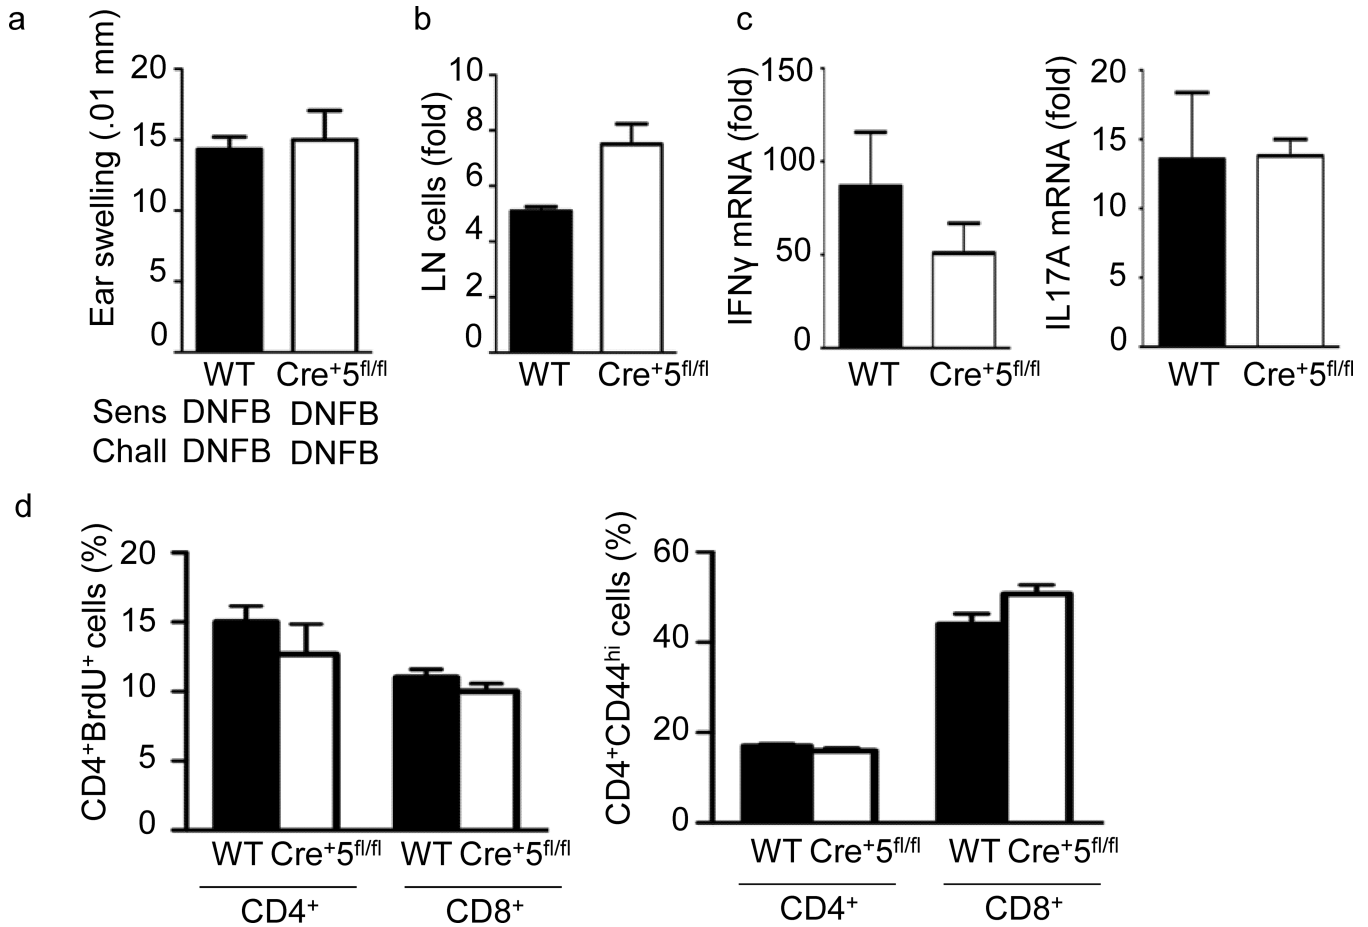 a
Ear swelling (.01 mm)
20
15
10
5
0
WT Cre⁺5fl/fl
Sens DNFB DNFB
Chall DNFB DNFB
b
LN cells (fold)
10
8
6
4
2
0
WT Cre⁺5fl/fl
c
IFNγ mRNA (fold)
150
100
50
0
WT Cre⁺5fl/fl
IL17A mRNA (fold)
20
15
10
5
0
WT Cre⁺5fl/fl
d
CD4⁺BrdU⁺ cells (%)
20
15
10
5
0
WT Cre⁺5fl/fl WT Cre⁺5fl/fl
CD4⁺ CD8⁺
CD4⁺CD44hi cells (%)
60
40
20
0
WT Cre⁺5fl/fl WT Cre⁺5fl/fl
CD4⁺ CD8⁺